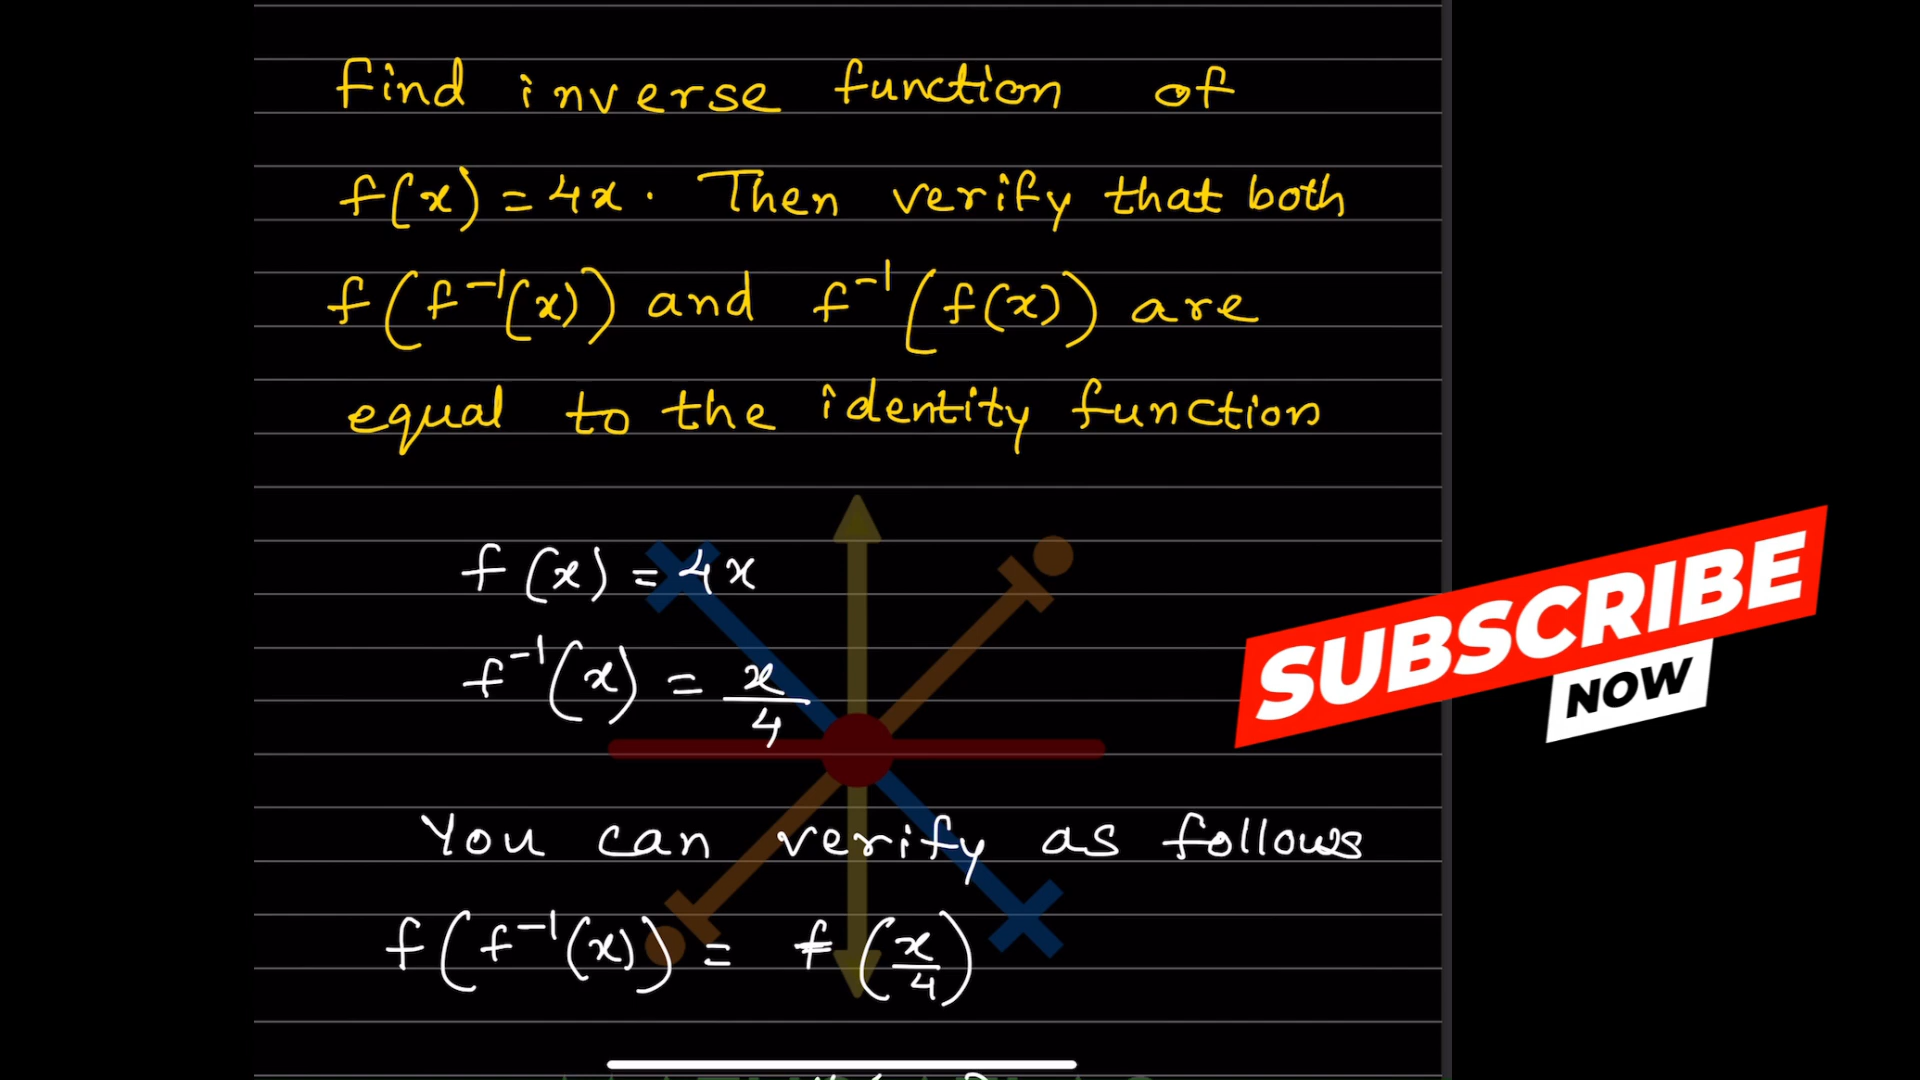 find inverse function of
f(x) = 4x. Then verify that both
f(f⁻¹(x)) and f⁻¹(f(x)) are
equal to the identity function
f(x) = 4x
f⁻¹(x) = x/4
SUBSCRIBE
NOW
You can verify as follows
f(f⁻¹(x)) = f(x/4)